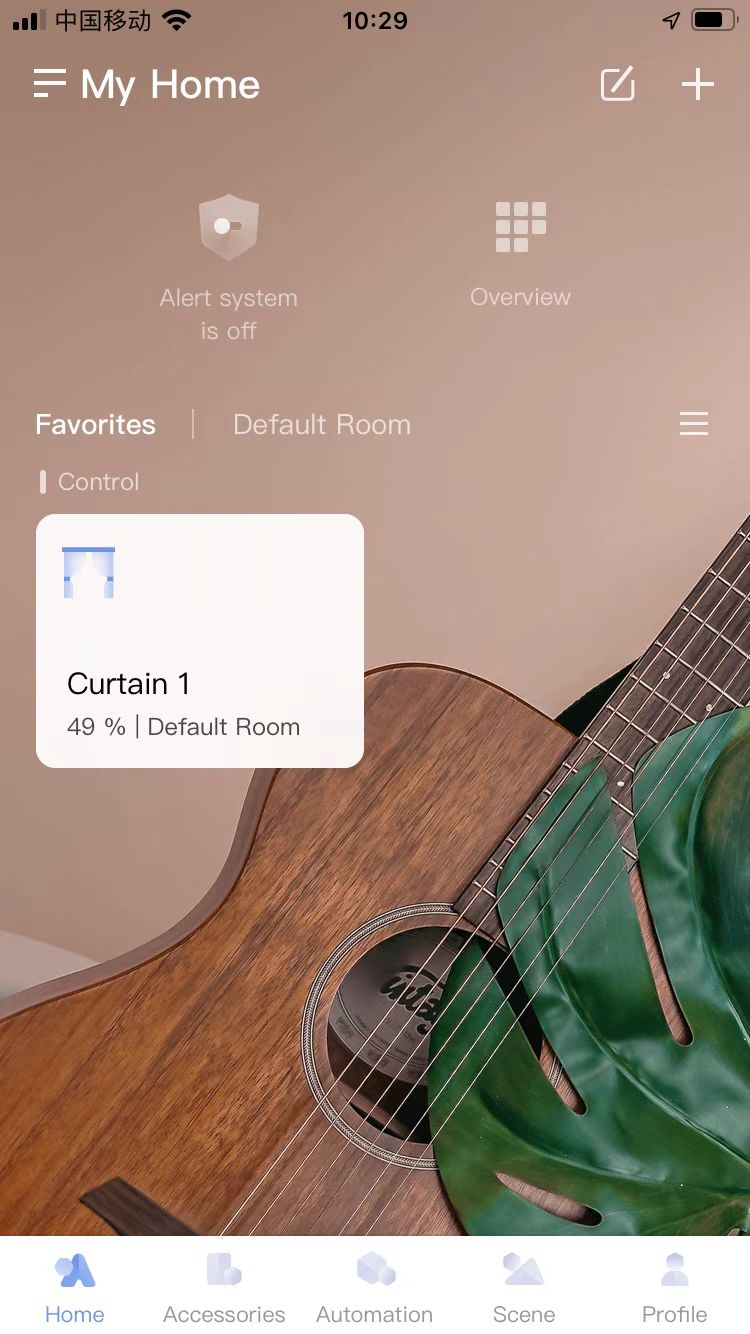 中国移动
10:29
My Home
Alert system
is off
Overview
Favorites
Default Room
Control
Curtain 1
49 % | Default Room
Home
Accessories
Automation
Scene
Profile